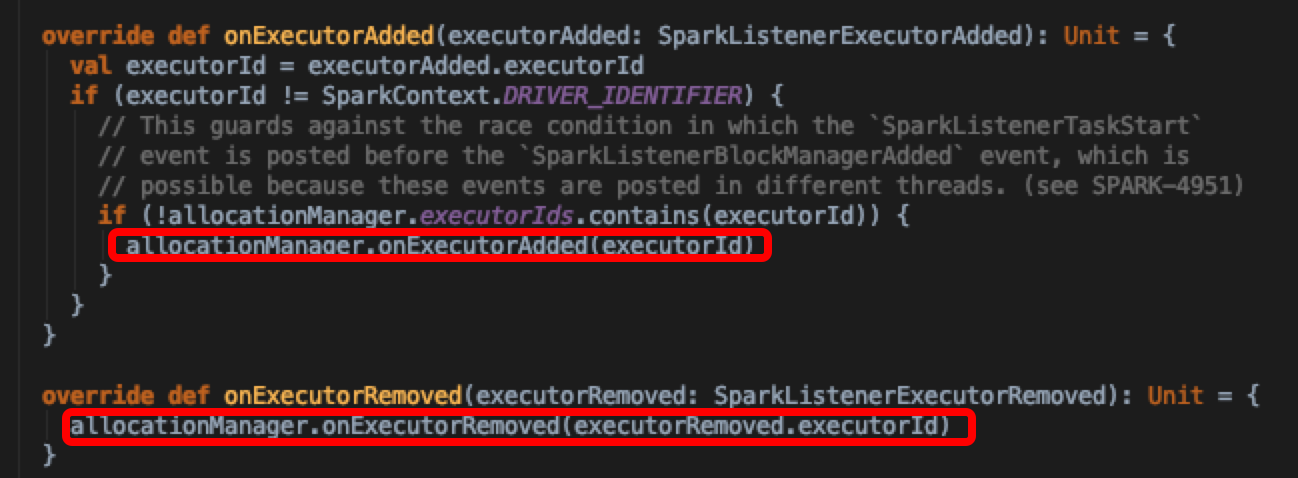 override def onExecutorAdded(executorAdded: SparkListenerExecutorAdded): Unit = {
val executorId = executorAdded.executorId
if (executorId != SparkContext.DRIVER_IDENTIFIER) {
// This guards against the race condition in which the `SparkListenerTaskStart`
// event is posted before the `SparkListenerBlockManagerAdded` event, which is
// possible because these events are posted in different threads. (see SPARK-4951)
if (!allocationManager.executorIds.contains(executorId)) {
allocationManager.onExecutorAdded(executorId)
}
}
}
override def onExecutorRemoved(executorRemoved: SparkListenerExecutorRemoved): Unit = {
allocationManager.onExecutorRemoved(executorRemoved.executorId)
}